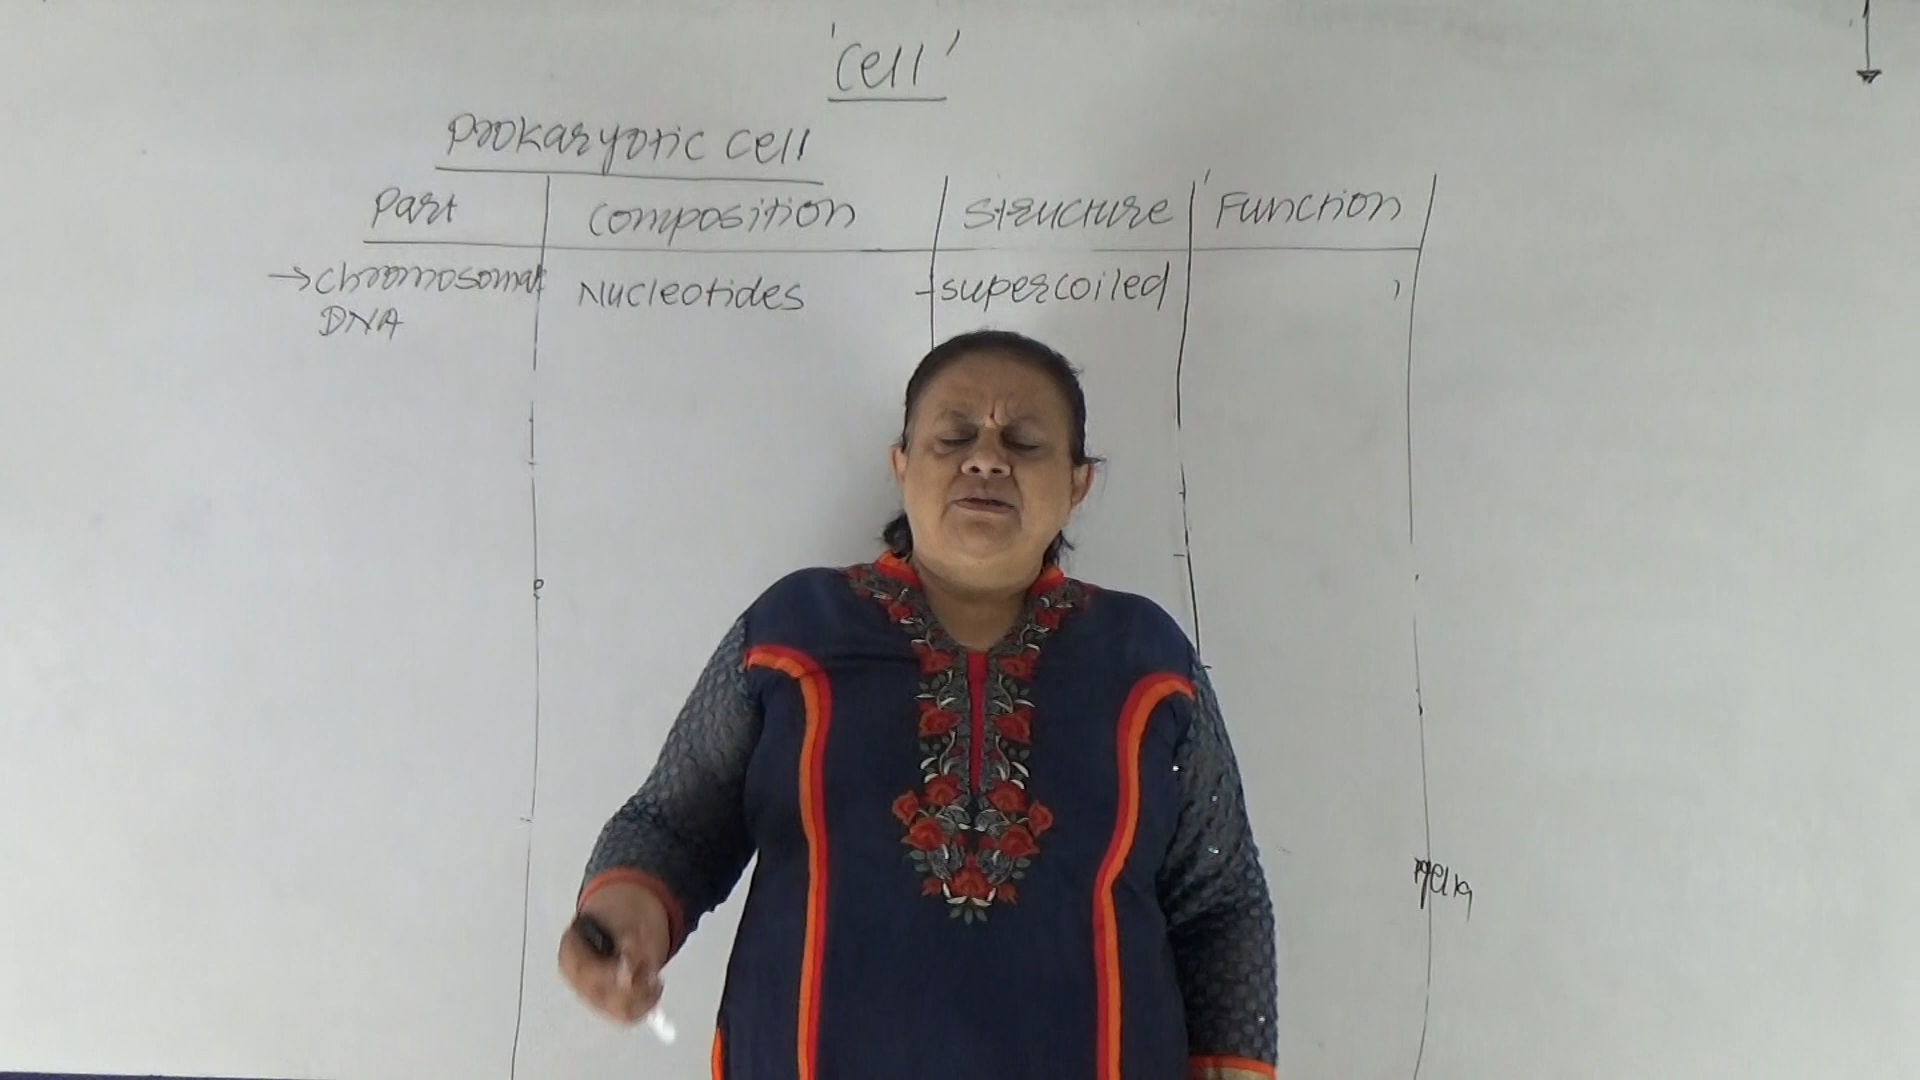 'Cell'
Prokaryotic cell
Part Composition Structure Function
→Chromosomal Nucleotides -supercoiled
DNA